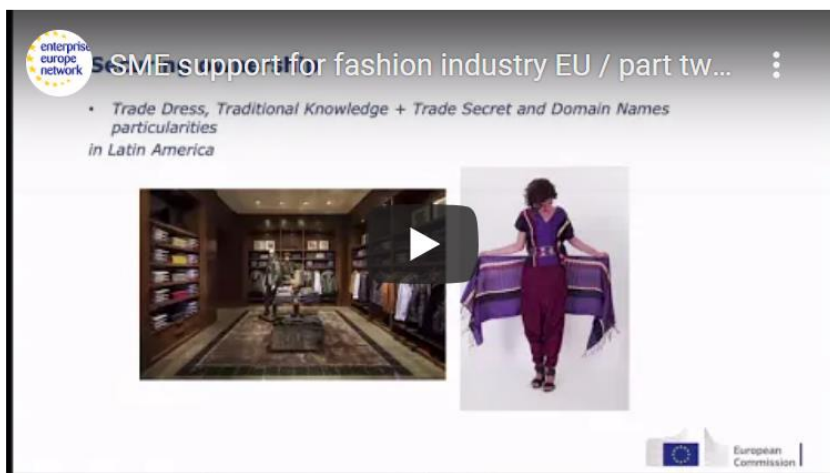 enterprise
europe
network
SME support for fashion industry EU / part tw...
• Trade Dress, Traditional Knowledge + Trade Secret and Domain Names
particularities
in Latin America
European
Commission